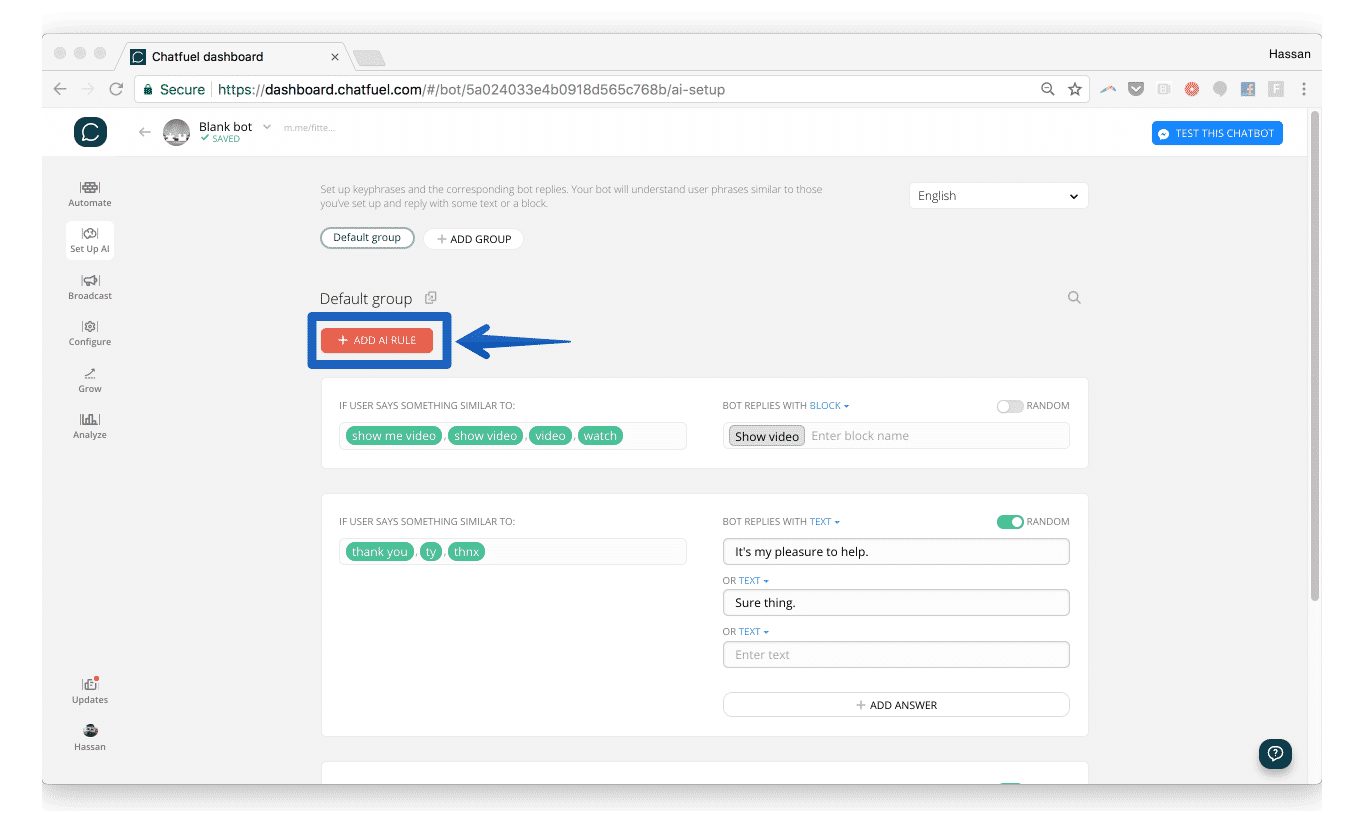 Chatfuel dashboard
Hassan
Secure https://dashboard.chatfuel.com/#/bot/5a024033e4b0918d565c768b/ai-setup
Blank bot m.me/fitte...
SAVED
TEST THIS CHATBOT
Automate
Set Up AI
Broadcast
Configure
Grow
Analyze
Updates
Hassan
Set up keyphrases and the corresponding bot replies. Your bot will understand user phrases similar to those
you've set up and reply with some text or a block.
English
Default group + ADD GROUP
Default group
+ ADD AI RULE
IF USER SAYS SOMETHING SIMILAR TO:
show me video, show video, video, watch
BOT REPLIES WITH BLOCK RANDOM
Show video Enter block name
IF USER SAYS SOMETHING SIMILAR TO:
thank you, ty, thnx
BOT REPLIES WITH TEXT RANDOM
It's my pleasure to help.
OR TEXT
Sure thing.
OR TEXT
Enter text
+ ADD ANSWER